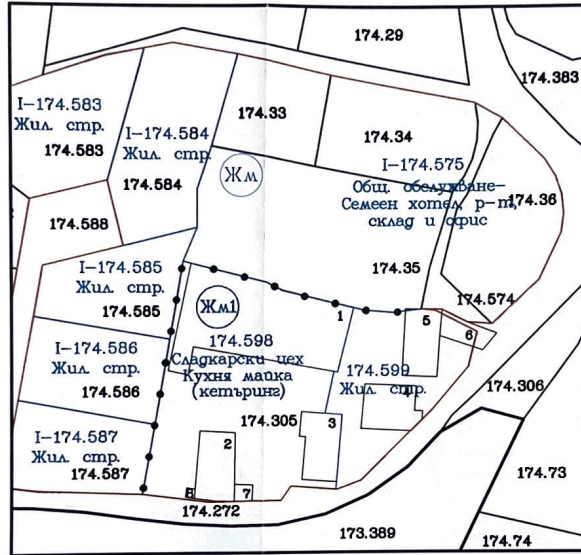 174.29
174.383
I-174.583
Жил. стр.
174.583
I-174.584
Жил. стр.
174.584
174.33
174.34
I-174.575
Общ. обслужване-
Семеен хотел, р-т,
склад и офис
174.36
Жм
174.588
174.35
I-174.585
Жил. стр.
174.585
174.574
Жм1
1
5
6
174.598
Сладкарски цех
Кухня майка
(кетъринг)
I-174.586
Жил. стр.
174.586
174.599
Жил. стр.
4
174.306
174.305
3
I-174.587
Жил. стр.
174.587
2
8
7
174.272
174.73
173.389
174.74